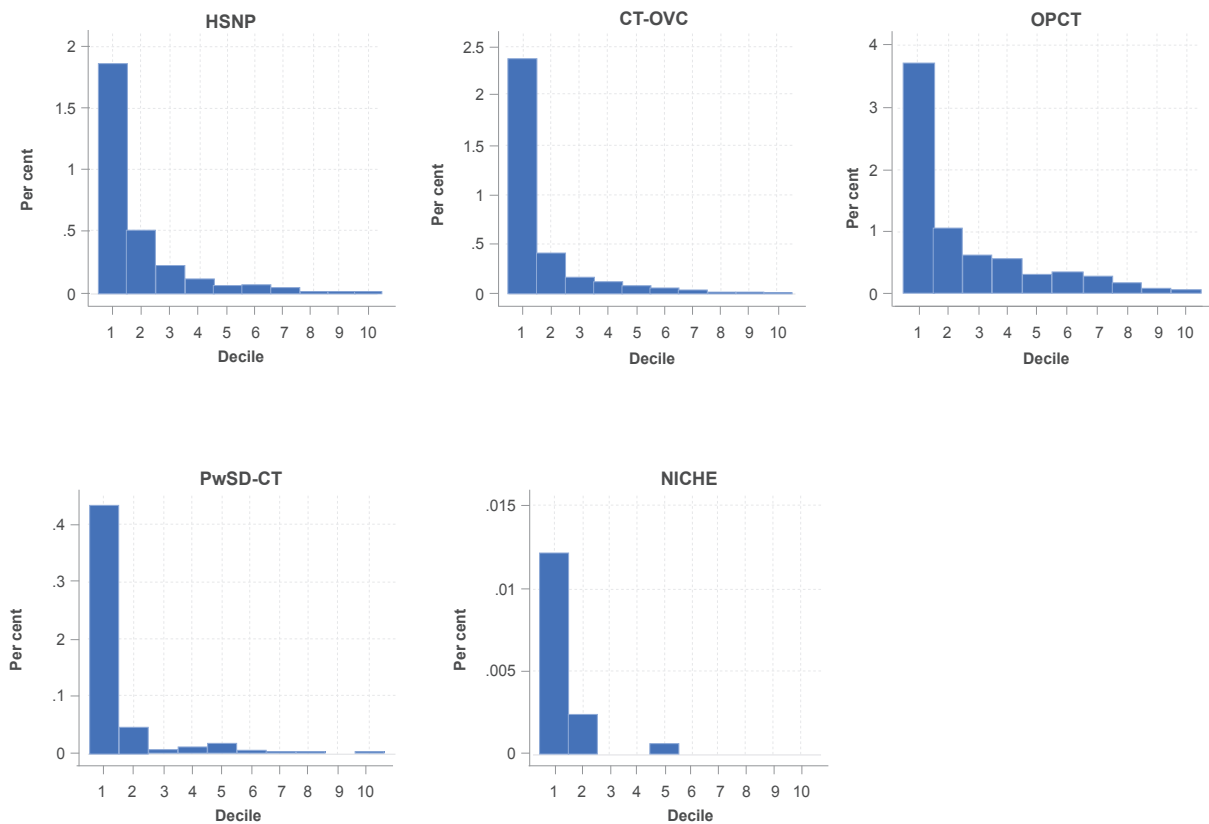 HSNP
2
1.5
1
.5
0
Per cent
1 2 3 4 5 6 7 8 9 10
Decile
CT-OVC
2.5
2
1.5
1
.5
0
Per cent
1 2 3 4 5 6 7 8 9 10
Decile
OPCT
4
3
2
1
0
Per cent
1 2 3 4 5 6 7 8 9 10
Decile
PwSD-CT
.4
.3
.2
.1
0
Per cent
1 2 3 4 5 6 7 8 9 10
Decile
NICHE
.015
.01
.005
0
Per cent
1 2 3 4 5 6 7 8 9 10
Decile